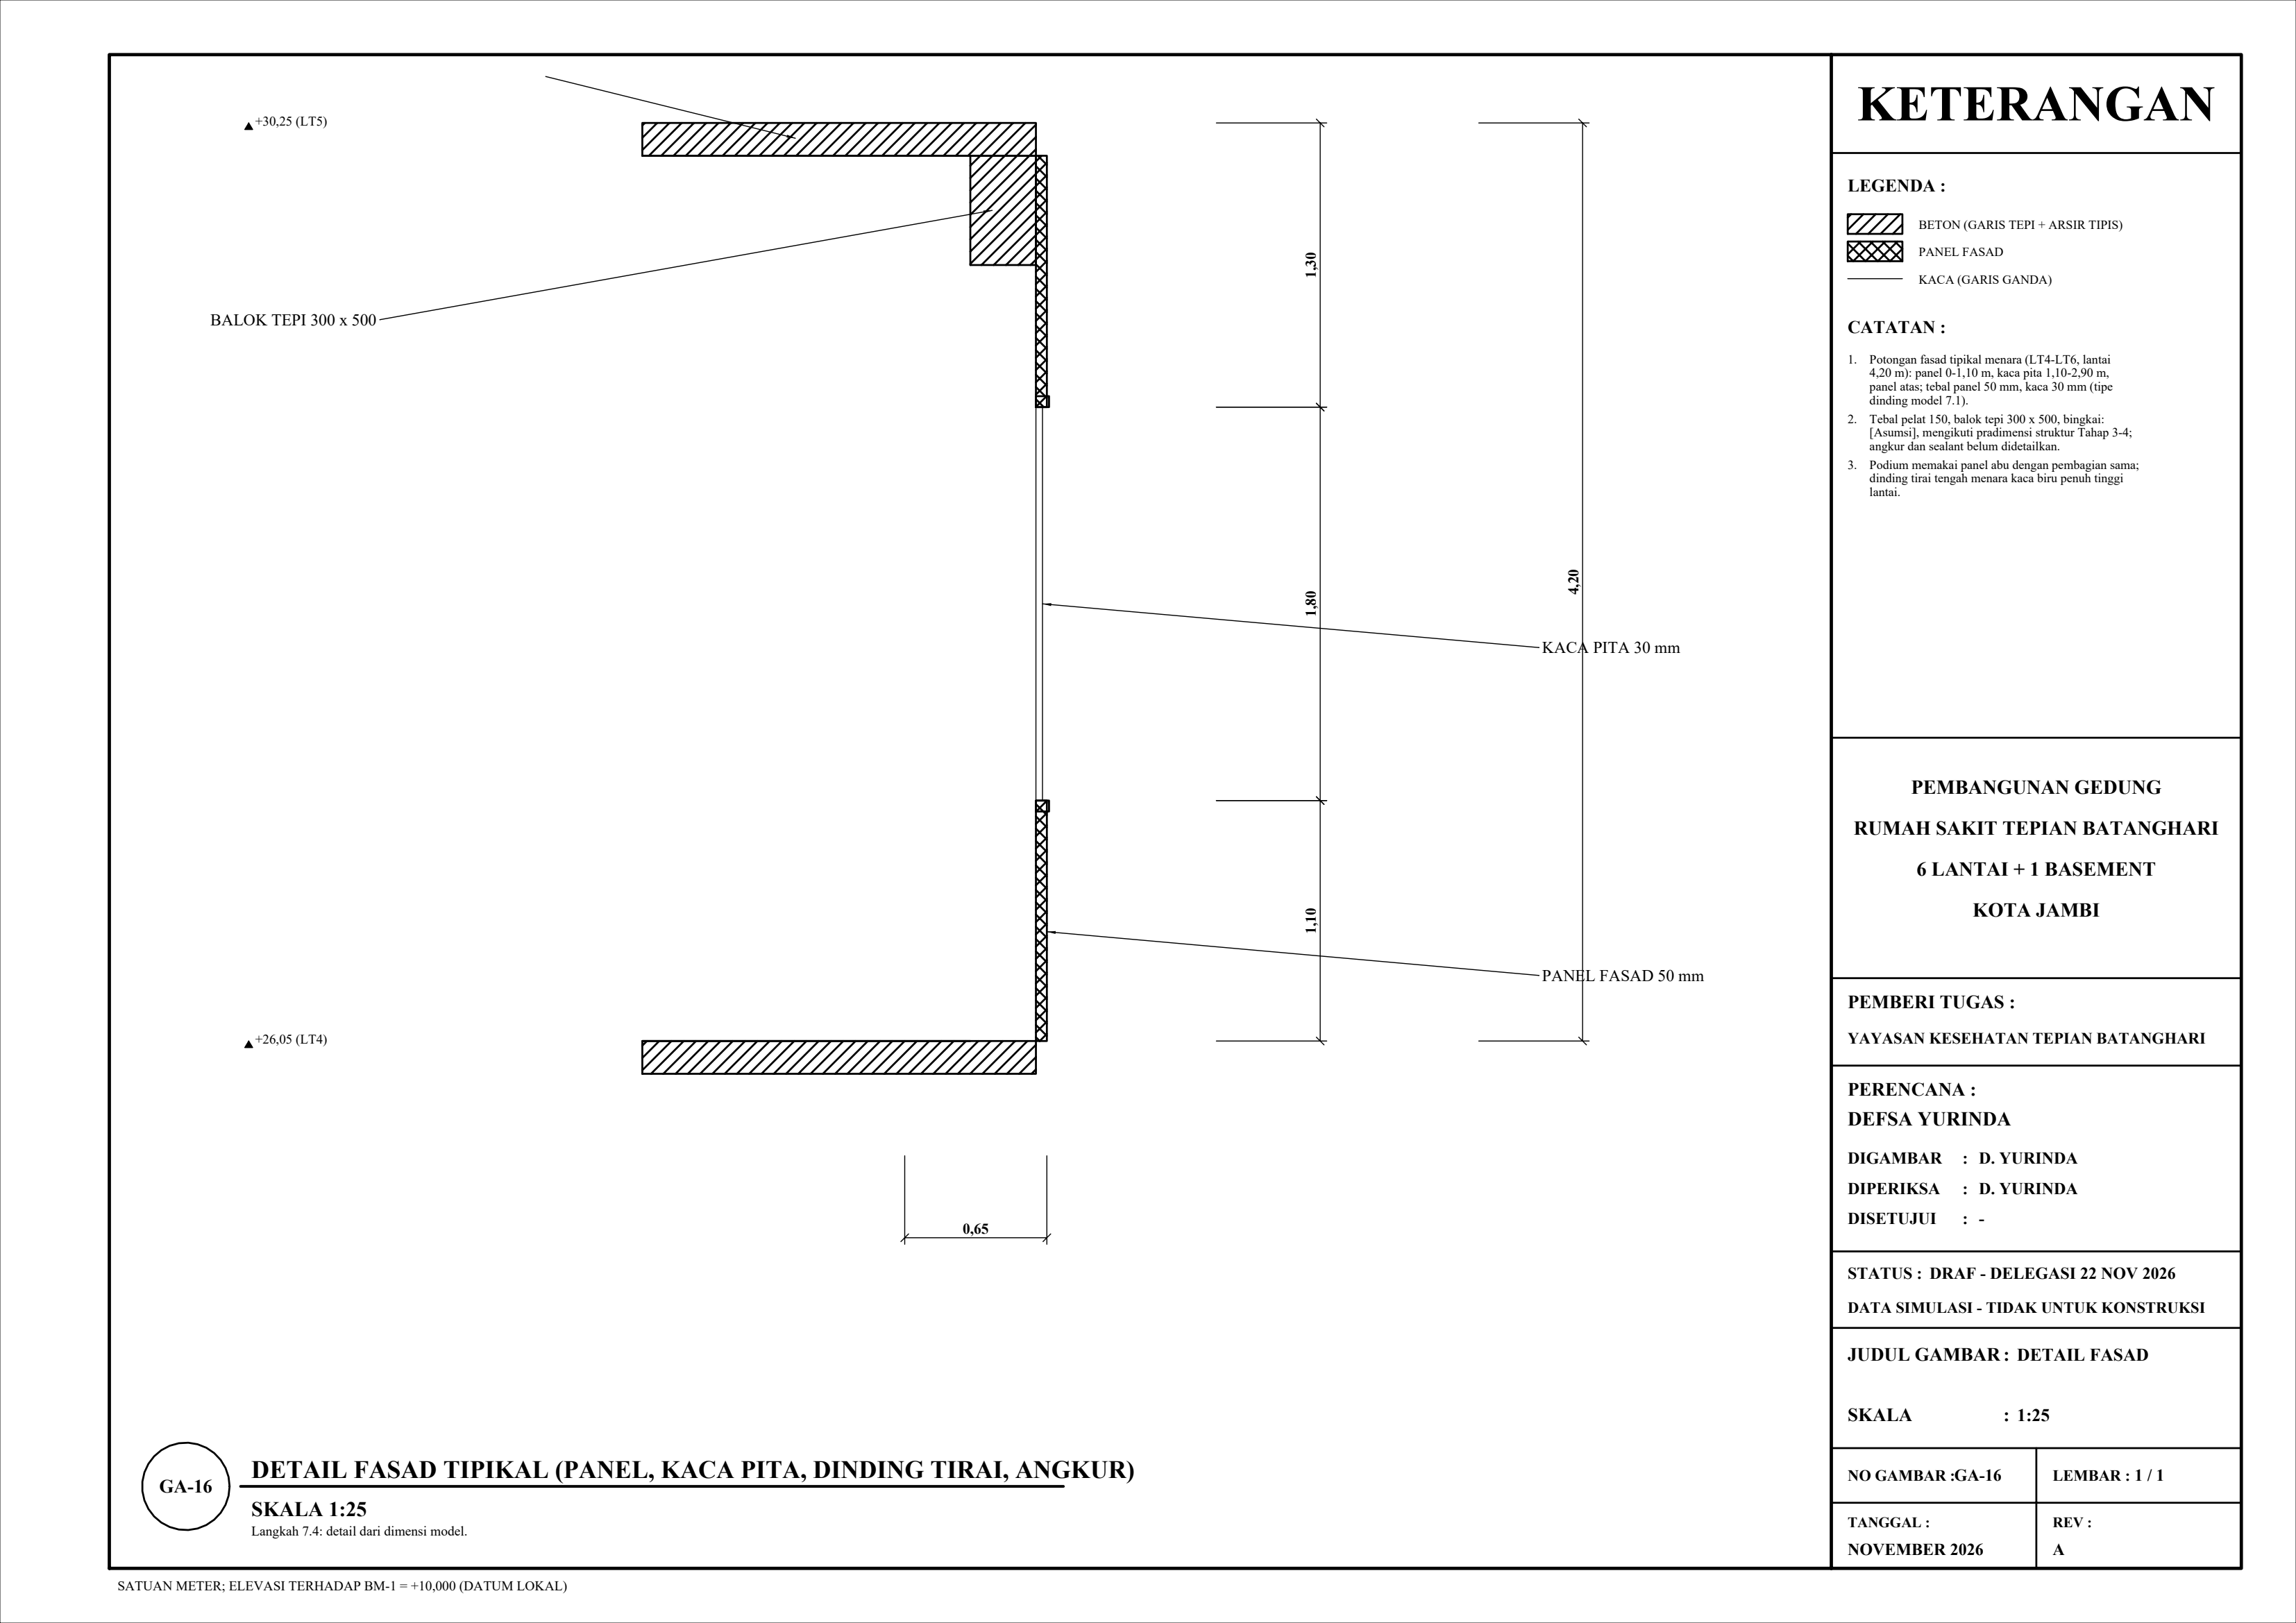 +30,25 (LT5)
BALOK TEPI 300 x 500
1,30
1,80
4,20
KACA PITA 30 mm
1,10
PANEL FASAD 50 mm
+26,05 (LT4)
0,65
GA-16
DETAIL FASAD TIPIKAL (PANEL, KACA PITA, DINDING TIRAI, ANGKUR)
SKALA 1:25
Langkah 7.4: detail dari dimensi model.
SATUAN METER; ELEVASI TERHADAP BM-1 = +10,000 (DATUM LOKAL)
KETERANGAN
LEGENDA :
BETON (GARIS TEPI + ARSIR TIPIS)
PANEL FASAD
KACA (GARIS GANDA)
CATATAN :
1. Potongan fasad tipikal menara (LT4-LT6, lantai
4,20 m): panel 0-1,10 m, kaca pita 1,10-2,90 m,
panel atas; tebal panel 50 mm, kaca 30 mm (tipe
dinding model 7.1).
2. Tebal pelat 150, balok tepi 300 x 500, bingkai:
[Asumsi], mengikuti pradimensi struktur Tahap 3-4;
angkur dan sealant belum didetailkan.
3. Podium memakai panel abu dengan pembagian sama;
dinding tirai tengah menara kaca biru penuh tinggi
lantai.
PEMBANGUNAN GEDUNG
RUMAH SAKIT TEPIAN BATANGHARI
6 LANTAI + 1 BASEMENT
KOTA JAMBI
PEMBERI TUGAS :
YAYASAN KESEHATAN TEPIAN BATANGHARI
PERENCANA :
DEFSA YURINDA
DIGAMBAR : D. YURINDA
DIPERIKSA : D. YURINDA
DISETUJUI : -
STATUS : DRAF - DELEGASI 22 NOV 2026
DATA SIMULASI - TIDAK UNTUK KONSTRUKSI
JUDUL GAMBAR : DETAIL FASAD
SKALA : 1:25
NO GAMBAR :GA-16
LEMBAR : 1 / 1
TANGGAL :
NOVEMBER 2026
REV :
A